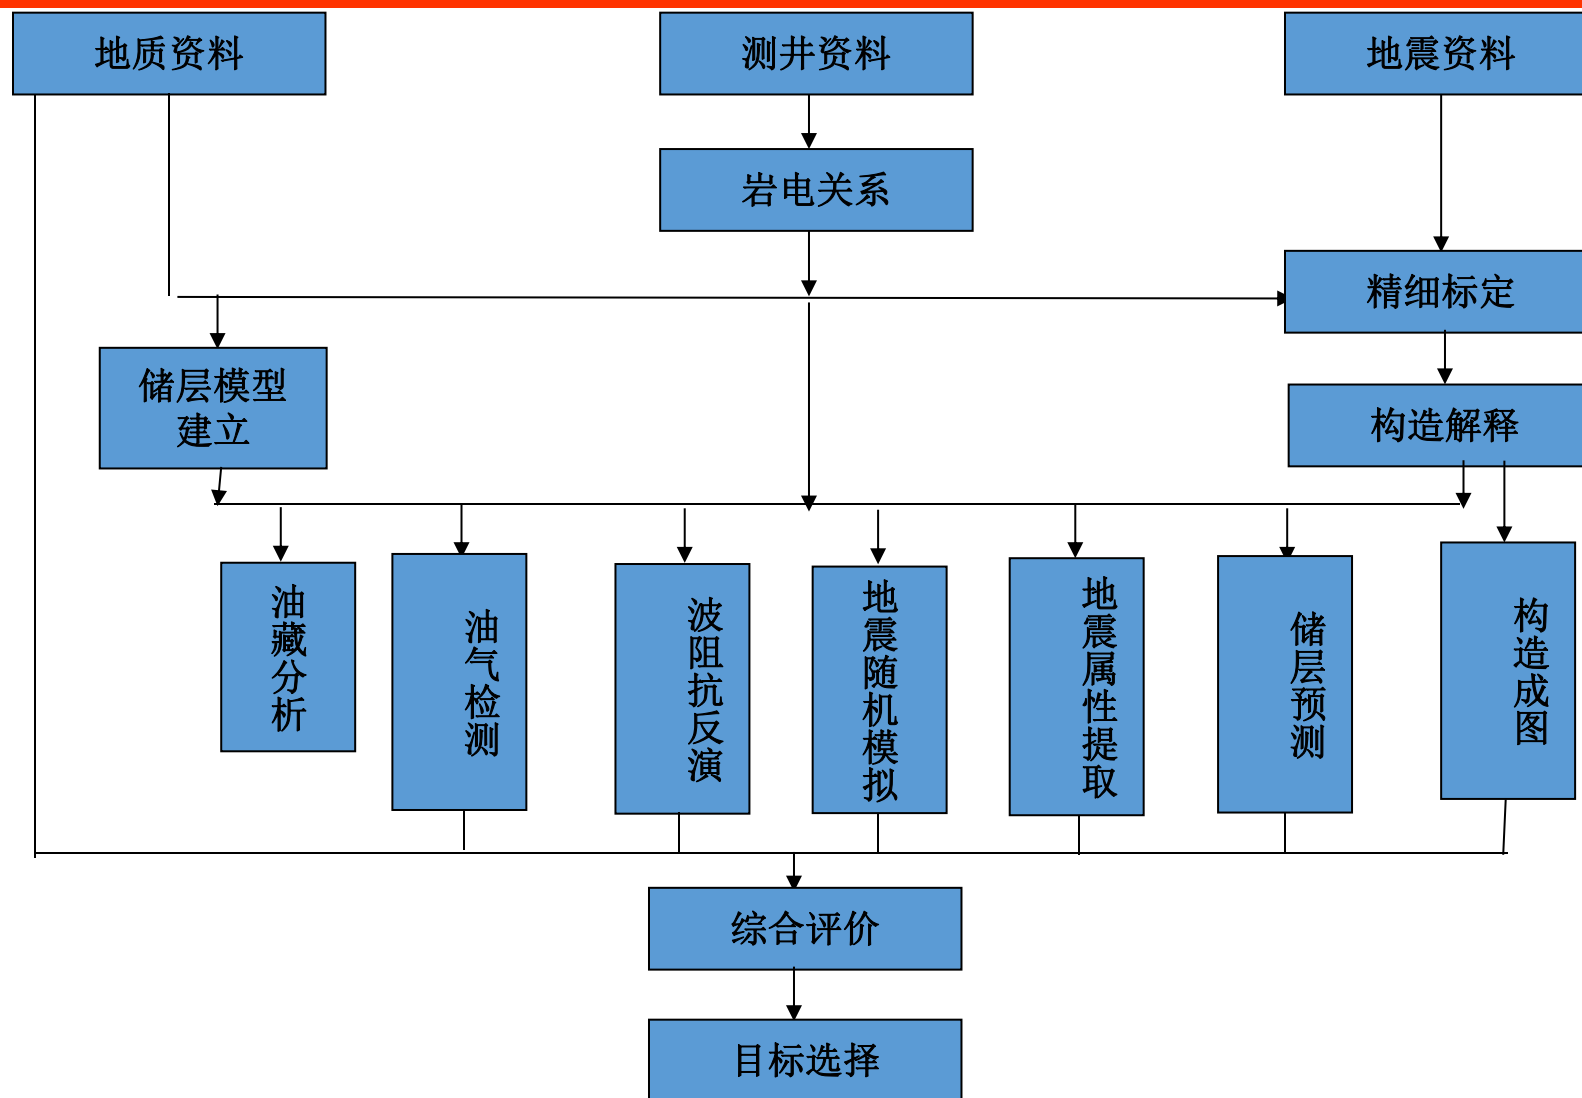 地质资料
测井资料
地震资料
岩电关系
精细标定
储层模型
建立
构造解释
油藏分析
油气检测
波阻抗反演
地震随机模拟
地震属性提取
储层预测
构造成图
综合评价
目标选择